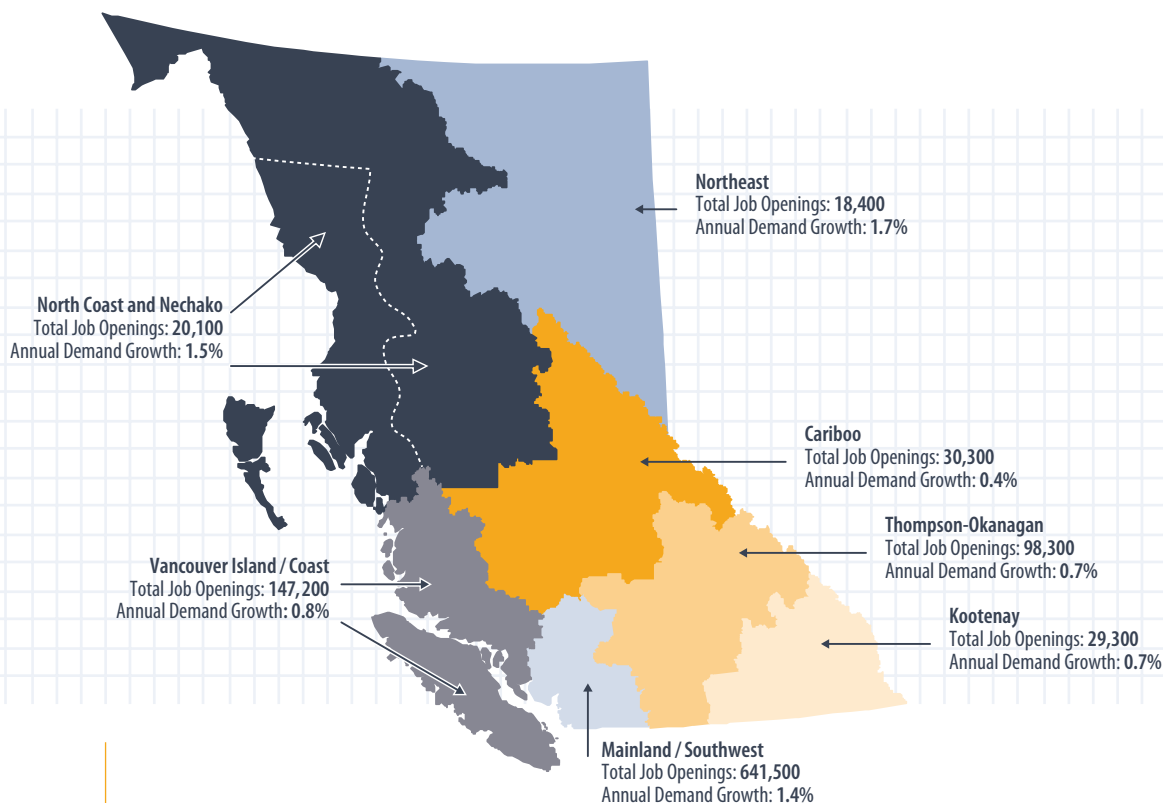 Northeast
Total Job Openings: 18,400
Annual Demand Growth: 1.7%
North Coast and Nechako
Total Job Openings: 20,100
Annual Demand Growth: 1.5%
Cariboo
Total Job Openings: 30,300
Annual Demand Growth: 0.4%
Thompson-Okanagan
Total Job Openings: 98,300
Annual Demand Growth: 0.7%
Vancouver Island / Coast
Total Job Openings: 147,200
Annual Demand Growth: 0.8%
Kootenay
Total Job Openings: 29,300
Annual Demand Growth: 0.7%
Mainland / Southwest
Total Job Openings: 641,500
Annual Demand Growth: 1.4%